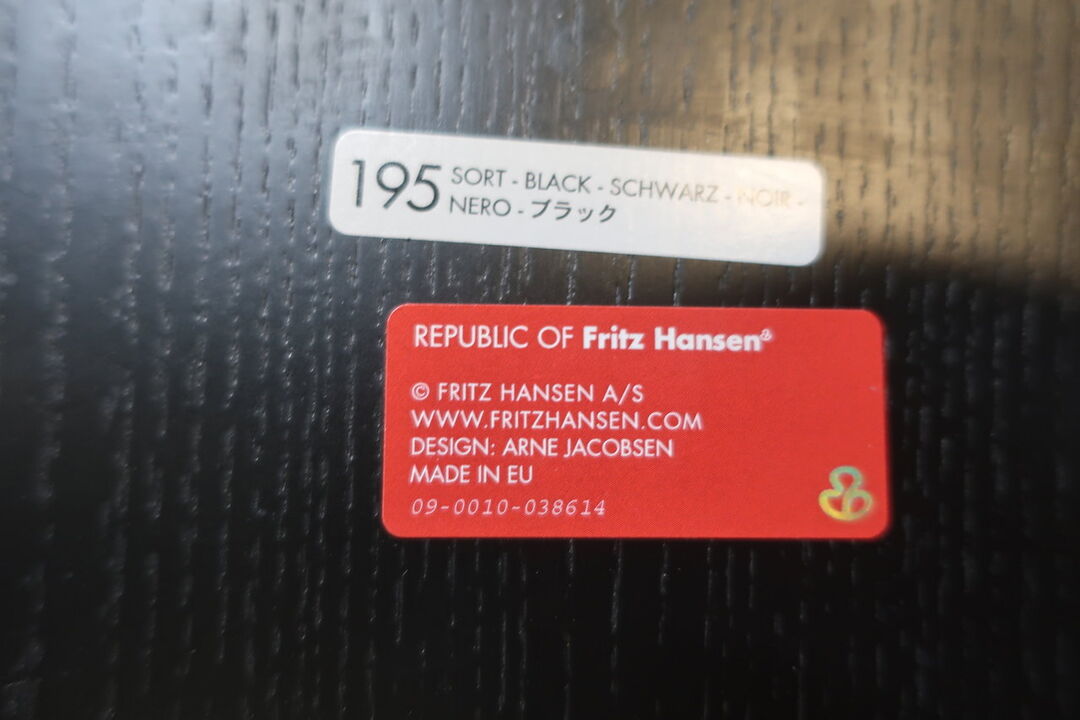 195 SORT - BLACK - SCHWARZ - NOIR -
NERO - ブラック
REPUBLIC OF Fritz Hansen®
© FRITZ HANSEN A/S
WWW.FRITZHANSEN.COM
DESIGN: ARNE JACOBSEN
MADE IN EU
09-0010-038614